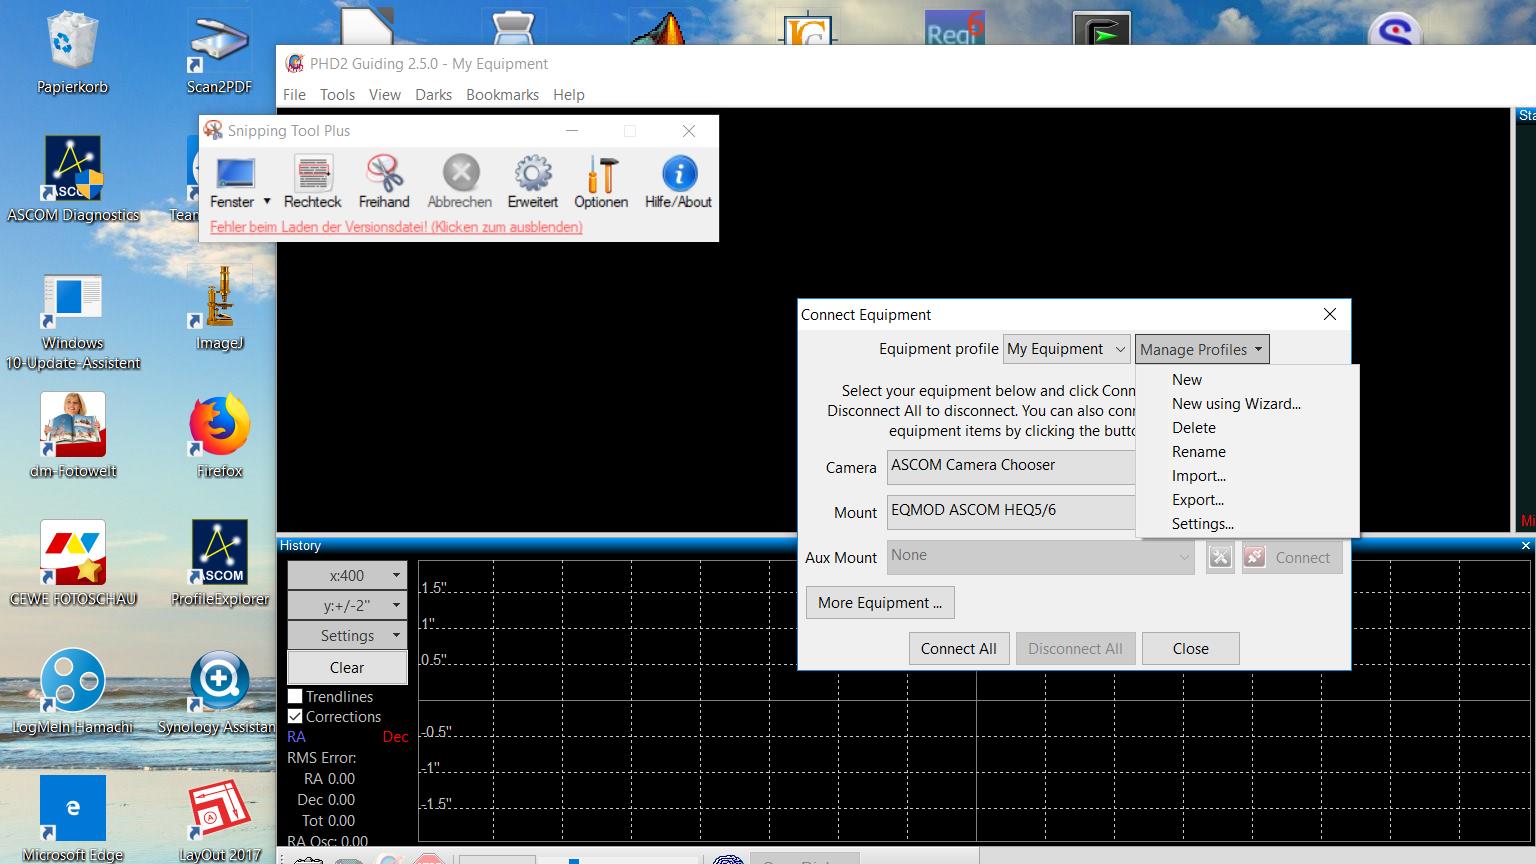 Papierkorb
Scan2PDF
Reql
6
PHD2 Guiding 2.5.0 - My Equipment
File Tools View Darks Bookmarks Help
Sta
Snipping Tool Plus
Fenster
Rechteck
Freihand
Abbrechen
Erweitert
Optionen
Hilfe/About
Fehler beim Laden der Versionsdatei! (Klicken zum ausblenden)
ASCOM Diagnostics
Team
Windows
10-Update-Assistent
ImageJ
dm-Fotowelt
Firefox
CEWE FOTOSCHAU
ASCOM
ProfileExplorer
LogMeIn Hamachi
Synology Assistan
Microsoft Edge
LayOut 2017
Connect Equipment
Equipment profile
My Equipment
Manage Profiles
New
New using Wizard...
Delete
Rename
Import...
Export...
Settings...
Select your equipment below and click Conn
Disconnect All to disconnect. You can also conn
equipment items by clicking the butto
Camera
ASCOM Camera Chooser
Mount
EQMOD ASCOM HEQ5/6
Aux Mount
None
Connect
More Equipment ...
Connect All
Disconnect All
Close
Mi
History
x:400
y:+/-2"
Settings
Clear
Trendlines
Corrections
RA Dec
RMS Error:
RA 0.00
Dec 0.00
Tot 0.00
RA Osc: 0.00
1.5"
1"
0.5"
-0.5"
-1"
-1.5"